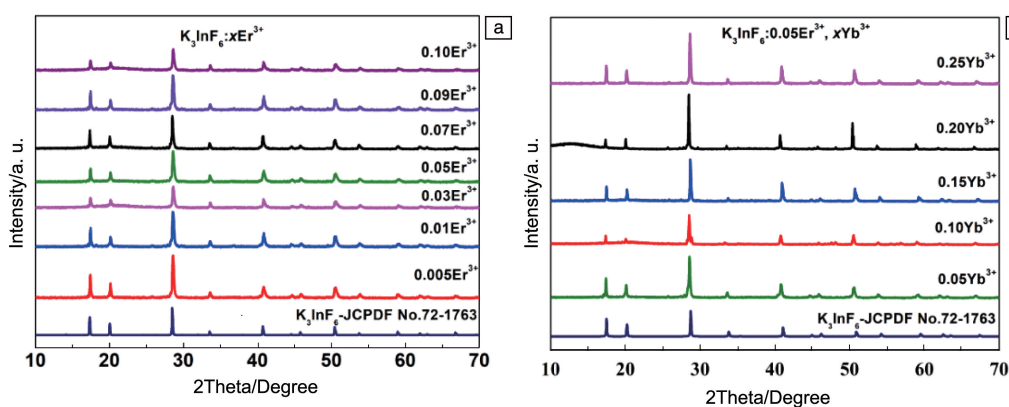 a
K3InF6:xEr3+
0.10Er3+
0.09Er3+
0.07Er3+
0.05Er3+
0.03Er3+
0.01Er3+
0.005Er3+
K3InF6-JCPDF No.72-1763
Intensity/a. u.
10 20 30 40 50 60 70
2Theta/Degree
K3InF6:0.05Er3+, xYb3+
0.25Yb3+
0.20Yb3+
0.15Yb3+
0.10Yb3+
0.05Yb3+
K3InF6-JCPDF No.72-1763
Intensity/a. u.
10 20 30 40 50 60 70
2Theta/Degree